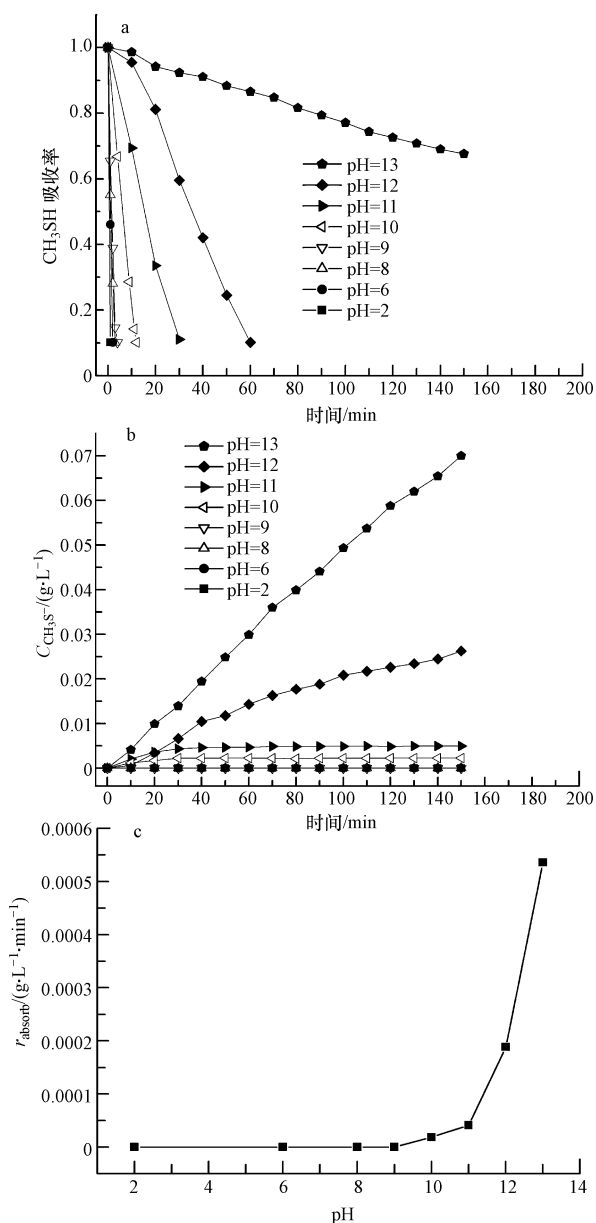 a
1.0
0.8
0.6
0.4
0.2
0
CH₃SH 吸收率
pH=13
pH=12
pH=11
pH=10
pH=9
pH=8
pH=6
pH=2
0 20 40 60 80 100 120 140 160 180 200
时间/min
b
0.07
0.06
0.05
0.04
0.03
0.02
0.01
0
C_CH₃S⁻/(g·L⁻¹)
pH=13
pH=12
pH=11
pH=10
pH=9
pH=8
pH=6
pH=2
0 20 40 60 80 100 120 140 160 180 200
时间/min
c
0.0006
0.0005
0.0004
0.0003
0.0002
0.0001
0
r_absorb/(g·L⁻¹·min⁻¹)
2 4 6 8 10 12 14
pH